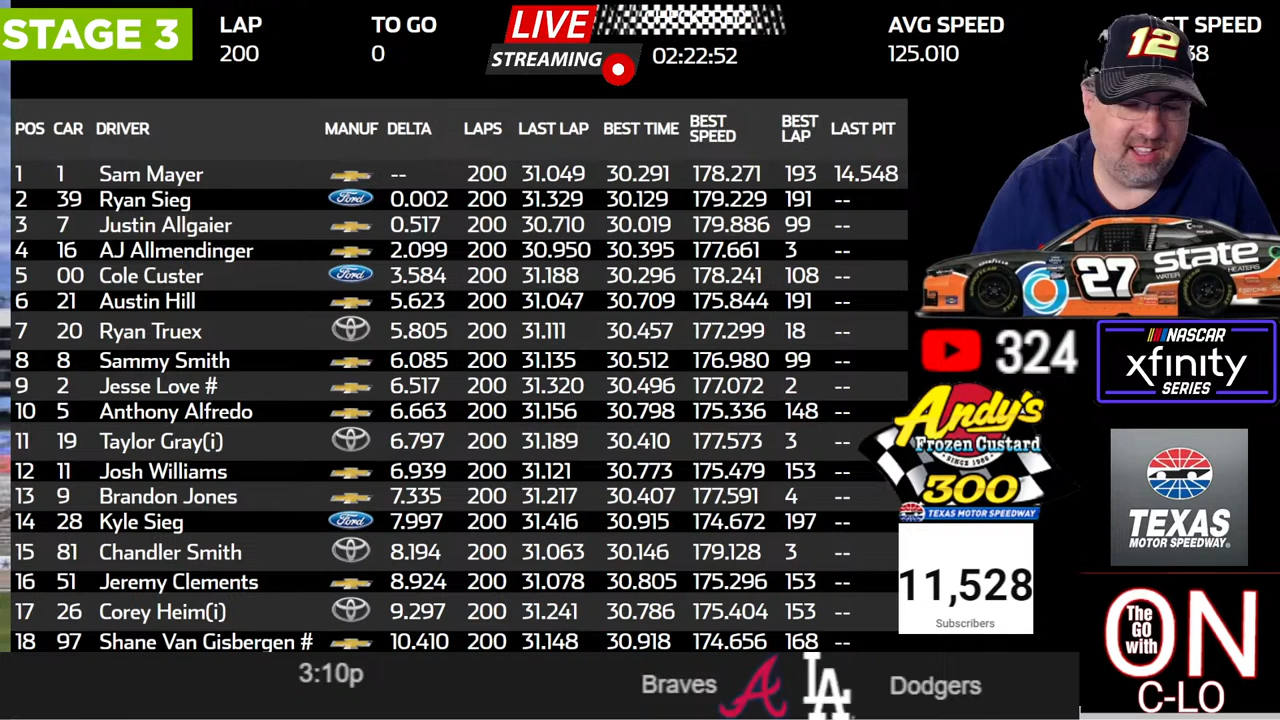 STAGE 3
LAP
200
TO GO
0
LIVE
STREAMING
02:22:52
AVG SPEED
125.010
ST SPEED
38
12
POS CAR DRIVER MANUF DELTA LAPS LAST LAP BEST TIME BEST SPEED BEST LAP LAST PIT
1 1 Sam Mayer -- 200 31.049 30.291 178.271 193 14.548
2 39 Ryan Sieg Ford 0.002 200 31.329 30.129 179.229 191 --
3 7 Justin Allgaier 0.517 200 30.710 30.019 179.886 99 --
4 16 AJ Allmendinger 2.099 200 30.950 30.395 177.661 3 --
5 00 Cole Custer Ford 3.584 200 31.188 30.296 178.241 108 --
6 21 Austin Hill 5.623 200 31.047 30.709 175.844 191 --
7 20 Ryan Truex 5.805 200 31.111 30.457 177.299 18 --
8 8 Sammy Smith 6.085 200 31.135 30.512 176.980 99 --
9 2 Jesse Love # 6.517 200 31.320 30.496 177.072 2 --
10 5 Anthony Alfredo 6.663 200 31.156 30.798 175.336 148 --
11 19 Taylor Gray(i) 6.797 200 31.189 30.410 177.573 3 --
12 11 Josh Williams 6.939 200 31.121 30.773 175.479 153 --
13 9 Brandon Jones 7.335 200 31.217 30.407 177.591 4 --
14 28 Kyle Sieg Ford 7.997 200 31.416 30.915 174.672 197 --
15 81 Chandler Smith 8.194 200 31.063 30.146 179.128 3 --
16 51 Jeremy Clements 8.924 200 31.078 30.805 175.296 153 --
17 26 Corey Heim(i) 9.297 200 31.241 30.786 175.404 153 --
18 97 Shane Van Gisbergen # 10.410 200 31.148 30.918 174.656 168 --
27
state
WATER HEATERS
324
NASCAR
xfinity
SERIES
Andy's
Frozen Custard
SINCE 1986
300
TEXAS MOTOR SPEEDWAY
TEXAS
MOTOR SPEEDWAY
11,528
Subscribers
The
GO
with
ON
C-LO
3:10p
Braves
A
LA
Dodgers